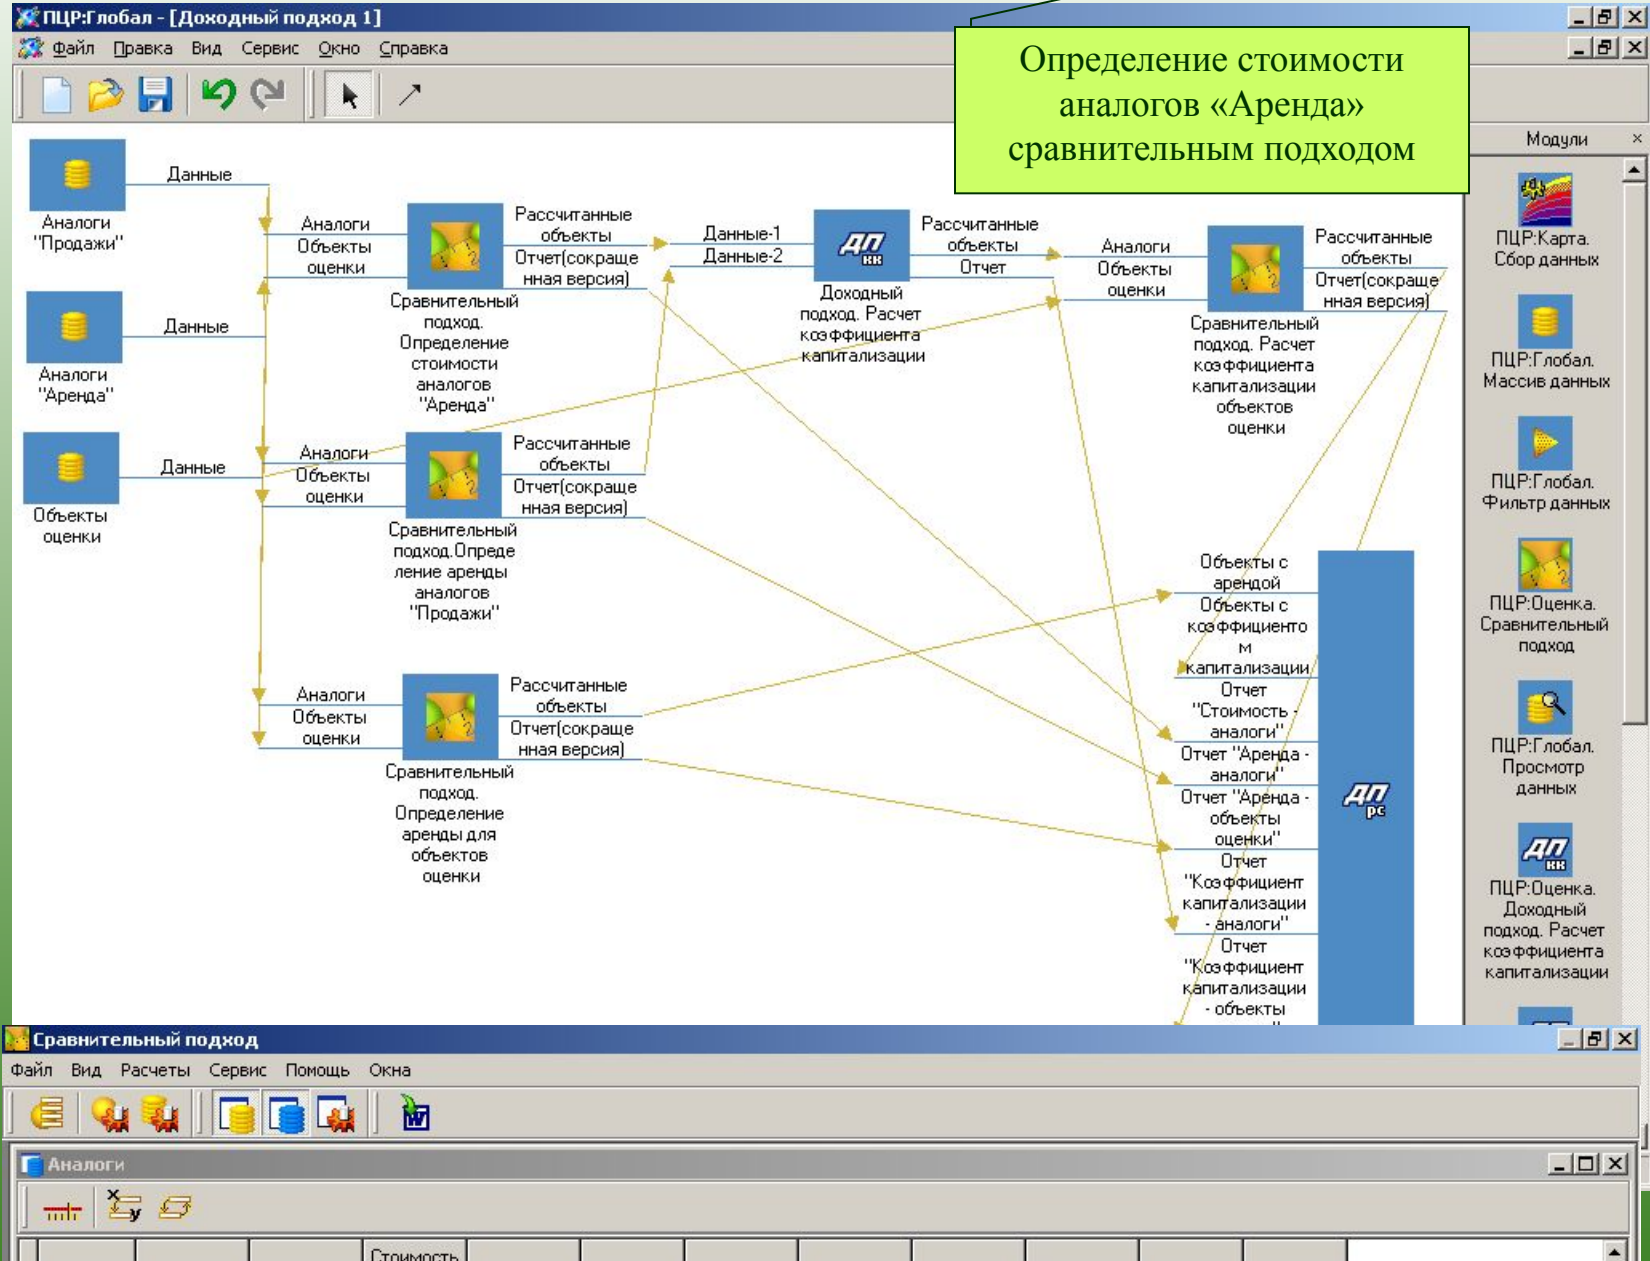 ПЦР:Глобал - [Доходный подход 1]
Файл Правка Вид Сервис Окно Справка
Определение стоимости
аналогов «Аренда»
сравнительным подходом
Модули
Данные
Аналоги
"Продажи"
Данные
Аналоги
"Аренда"
Данные
Объекты
оценки
Аналоги
Объекты
оценки
Рассчитанные
объекты
Отчет(сокраще
нная версия)
Сравнительный
подход.
Определение
стоимости
аналогов
"Аренда"
Аналоги
Объекты
оценки
Рассчитанные
объекты
Отчет(сокраще
нная версия)
Сравнительный
подход.Опреде
ление аренды
аналогов
"Продажи"
Аналоги
Объекты
оценки
Рассчитанные
объекты
Отчет(сокраще
нная версия)
Сравнительный
подход.
Определение
аренды для
объектов
оценки
Данные-1
Данные-2
ДП
КК
Рассчитанные
объекты
Отчет
Доходный
подход. Расчет
коэффициента
капитализации
Аналоги
Объекты
оценки
Рассчитанные
объекты
Отчет(сокраще
нная версия)
Сравнительный
подход. Расчет
коэффициента
капитализации
объектов
оценки
Объекты с
арендой
Объекты с
коэффициенто
м
капитализации
Отчет
"Стоимость -
аналоги"
Отчет "Аренда -
аналоги"
Отчет "Аренда -
объекты
оценки"
Отчет
"Коэффициент
капитализации
- аналоги"
Отчет
"Коэффициент
капитализации
- объекты
ДП
РС
ПЦР:Карта.
Сбор данных
ПЦР:Глобал.
Массив данных
ПЦР:Глобал.
Фильтр данных
ПЦР:Оценка.
Сравнительный
подход
ПЦР:Глобал.
Просмотр
данных
ДП
КК
ПЦР:Оценка.
Доходный
подход. Расчет
коэффициента
капитализации
Сравнительный подход
Файл Вид Расчеты Сервис Помощь Окна
Аналоги
Стоимость